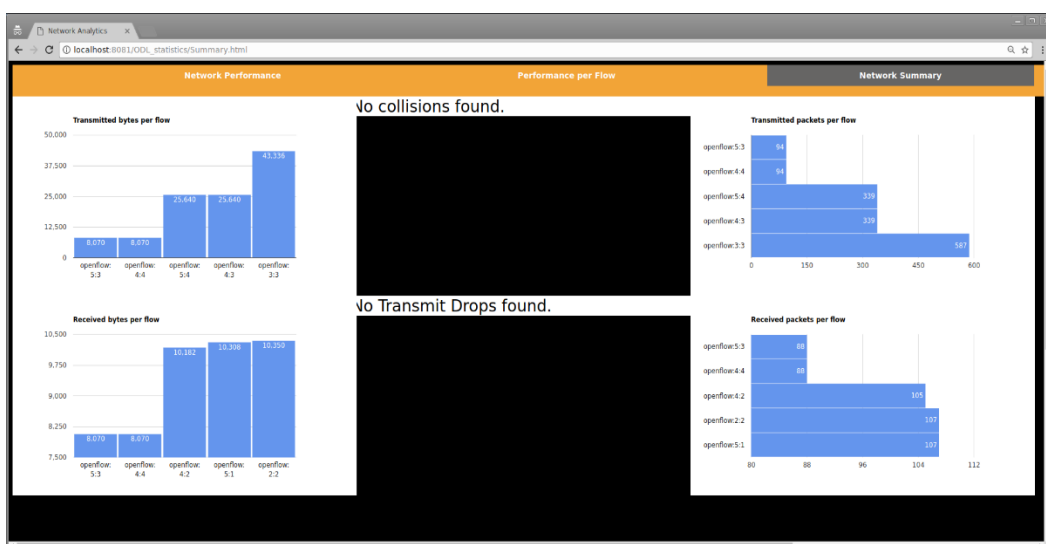 Network Analytics
localhost:8081/ODL_statistics/Summary.html
Network Performance
Performance per Flow
Network Summary
Transmitted bytes per flow
50,000
37,500
25,000
12,500
0
8,070
8,070
25,640
25,640
43,336
openflow: 5:3
openflow: 4:4
openflow: 5:4
openflow: 4:3
openflow: 3:3
No collisions found.
Transmitted packets per flow
openflow:5:3
94
openflow:4:4
94
openflow:5:4
339
openflow:4:3
339
openflow:3:3
587
0
150
300
450
600
Received bytes per flow
10,500
9,750
9,000
8,250
7,500
8,070
8,070
10,182
10,308
10,350
openflow: 5:3
openflow: 4:4
openflow: 4:2
openflow: 5:1
openflow: 2:2
No Transmit Drops found.
Received packets per flow
openflow:5:3
88
openflow:4:4
88
openflow:4:2
105
openflow:2:2
107
openflow:5:1
107
80
88
96
104
112